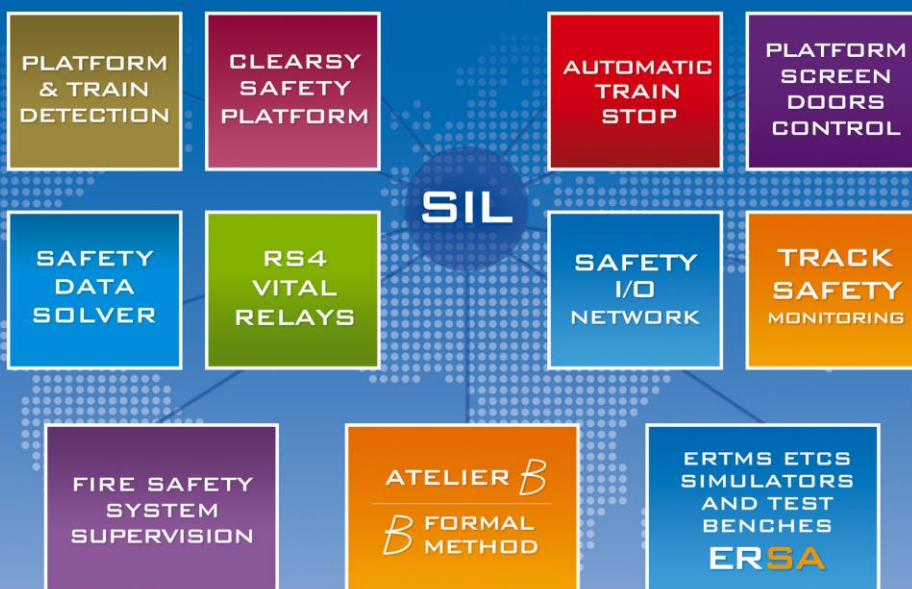 PLATFORM
& TRAIN
DETECTION
CLEARSY
SAFETY
PLATFORM
AUTOMATIC
TRAIN
STOP
PLATFORM
SCREEN
DOORS
CONTROL
SIL
SAFETY
DATA
SOLVER
RS4
VITAL
RELAYS
SAFETY
I/O
NETWORK
TRACK
SAFETY
MONITORING
FIRE SAFETY
SYSTEM
SUPERVISION
ATELIER B
B FORMAL
METHOD
ERTMS ETCS
SIMULATORS
AND TEST
BENCHES
ERSA